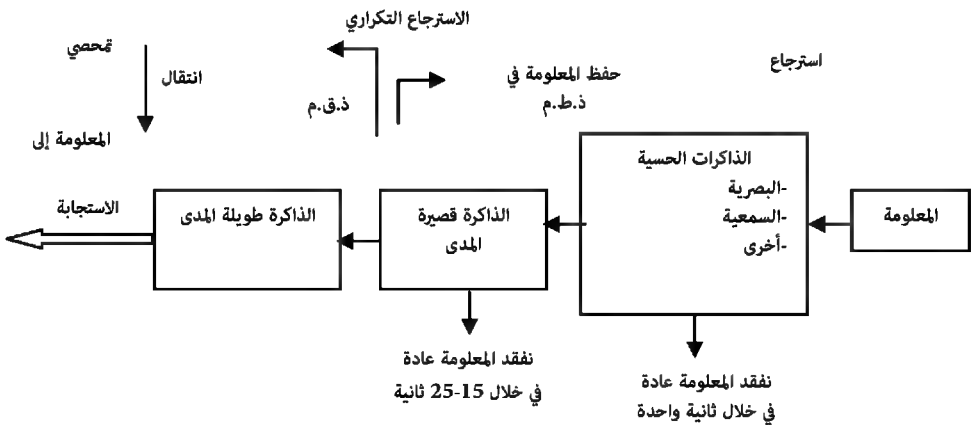 الاسترجاع التكراري
استرجاع
تمحصي
حفظ المعلومة في
ذ.ط.م
انتقال
ذ.ق.م
المعلومة إلى
المعلومة
الذاكرات الحسية
-البصرية
-السمعية
-أخرى
الذاكرة قصيرة
المدى
الذاكرة طويلة المدى
الاستجابة
نفقد المعلومة عادة
في خلال ثانية واحدة
نفقد المعلومة عادة
في خلال 15-25 ثانية